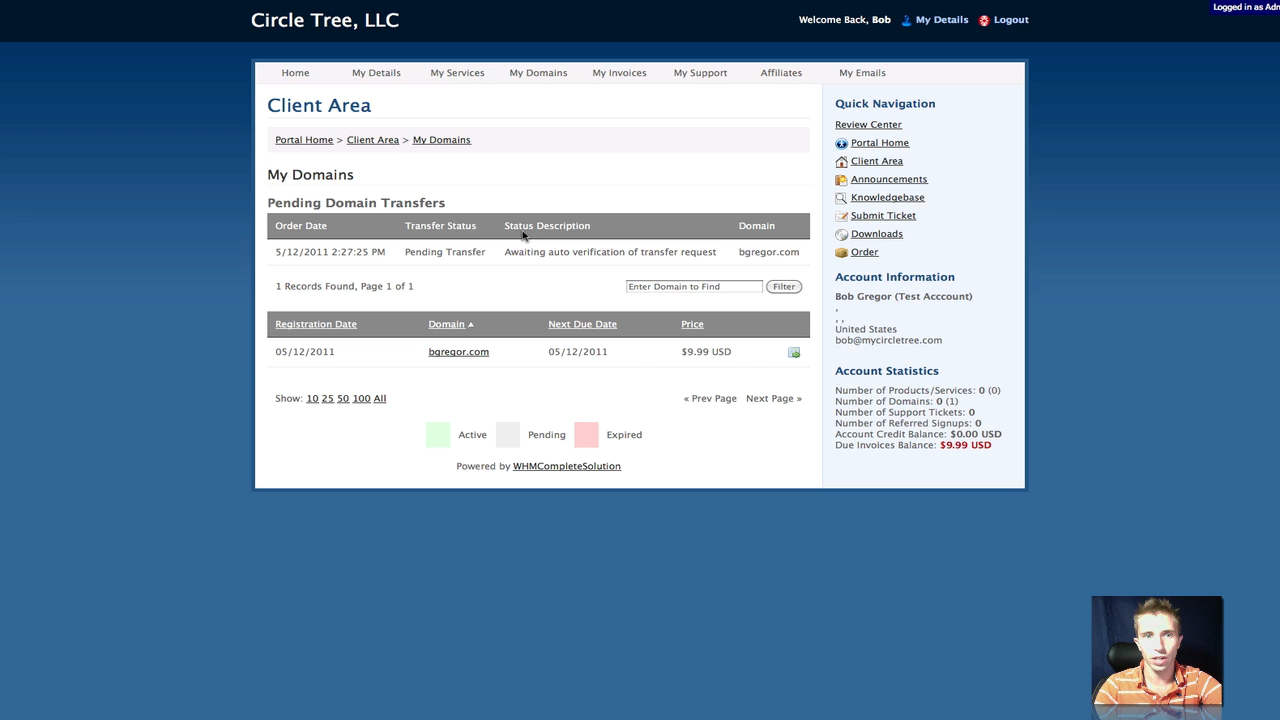 Logged in as Adm
Circle Tree, LLC
Welcome Back, Bob My Details Logout
Home My Details My Services My Domains My Invoices My Support Affiliates My Emails
Client Area
Portal Home > Client Area > My Domains
My Domains
Pending Domain Transfers
Order Date Transfer Status Status Description Domain
5/12/2011 2:27:25 PM Pending Transfer Awaiting auto verification of transfer request bgregor.com
1 Records Found, Page 1 of 1 Enter Domain to Find Filter
Registration Date Domain Next Due Date Price
05/12/2011 bgregor.com 05/12/2011 $9.99 USD
Show: 10 25 50 100 All « Prev Page Next Page »
Active Pending Expired
Powered by WHMCompleteSolution
Quick Navigation
Review Center
Portal Home
Client Area
Announcements
Knowledgebase
Submit Ticket
Downloads
Order
Account Information
Bob Gregor (Test Acccount)
,
, ,
United States
bob@mycircletree.com
Account Statistics
Number of Products/Services: 0 (0)
Number of Domains: 0 (1)
Number of Support Tickets: 0
Number of Referred Signups: 0
Account Credit Balance: $0.00 USD
Due Invoices Balance: $9.99 USD